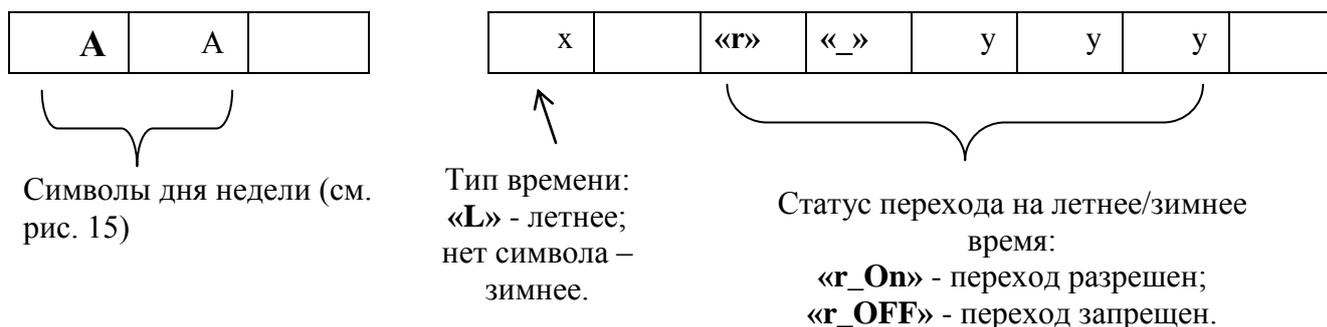 A A
x «r» «_» y y y
Символы дня недели (см.
рис. 15)
Тип времени:
«L» - летнее;
нет символа –
зимнее.
Статус перехода на летнее/зимнее
время:
«r_On» - переход разрешен;
«r_OFF» - переход запрещен.